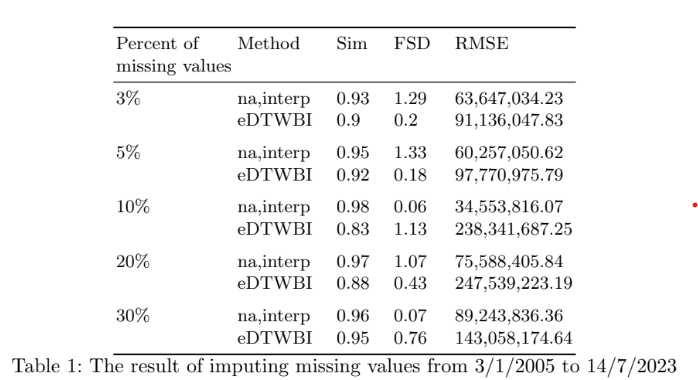 Percent of Method Sim FSD RMSE
missing values
3% na,interp 0.93 1.29 63,647,034.23
eDTWBI 0.9 0.2 91,136,047.83
5% na,interp 0.95 1.33 60,257,050.62
eDTWBI 0.92 0.18 97,770,975.79
10% na,interp 0.98 0.06 34,553,816.07
eDTWBI 0.83 1.13 238,341,687.25
20% na,interp 0.97 1.07 75,588,405.84
eDTWBI 0.88 0.43 247,539,223.19
30% na,interp 0.96 0.07 89,243,836.36
eDTWBI 0.95 0.76 143,058,174.64
Table 1: The result of imputing missing values from 3/1/2005 to 14/7/2023